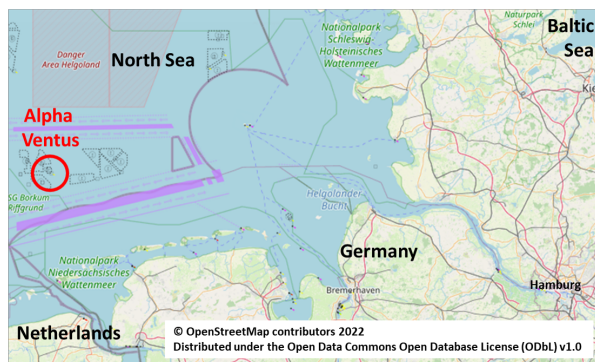 Naturpark
Schlei
Nationalpark
Schleswig-
Holsteinisches
Wattenmeer
Baltic
Sea
Danger
Area Helgoland
North Sea
Kie
Alpha
Ventus
SG Borkum
Riffgrund
Helgoländer
Bucht
Nationalpark
Niedersächsisches
Wattenmeer
Germany
Bremerhaven
Hamburg
Netherlands
© OpenStreetMap contributors 2022
Distributed under the Open Data Commons Open Database License (ODbL) v1.0